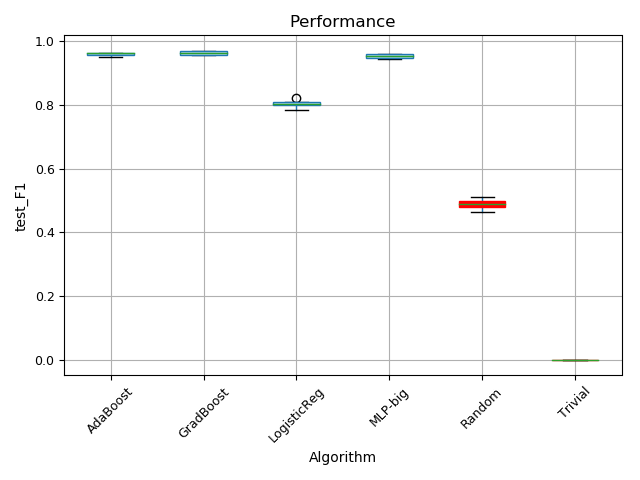 Performance
1.0
0.8
0.6
0.4
0.2
0.0
test_F1
AdaBoost
GradBoost
LogisticReg
MLP-big
Random
Trivial
Algorithm